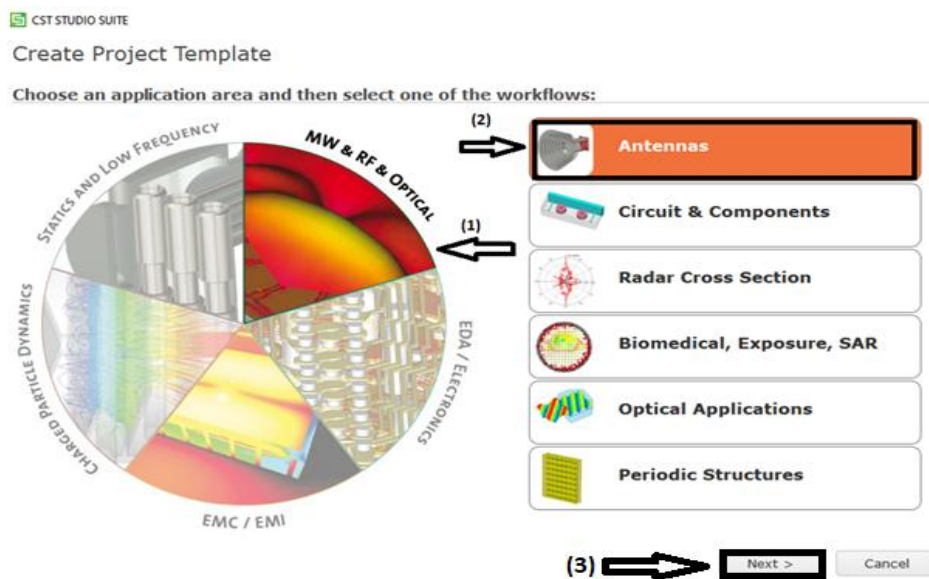 CST STUDIO SUITE
Create Project Template
Choose an application area and then select one of the workflows:
STATICS AND LOW FREQUENCY
MW & RF & OPTICAL
EDA / ELECTRONICS
EMC / EMI
CHARGED PARTICLE DYNAMICS
(1)
(2)
Antennas
Circuit & Components
Radar Cross Section
Biomedical, Exposure, SAR
Optical Applications
Periodic Structures
(3)
Next >
Cancel